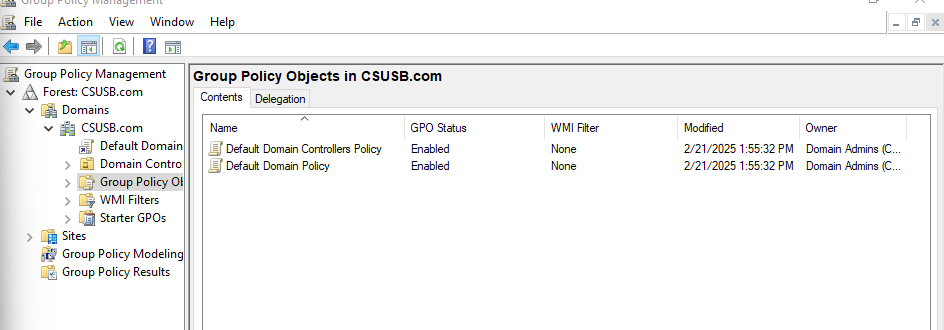 Group Policy Management
File Action View Window Help
Group Policy Management
Forest: CSUSB.com
Domains
CSUSB.com
Default Domain
Domain Contro
Group Policy Ob
WMI Filters
Starter GPOs
Sites
Group Policy Modeling
Group Policy Results
Group Policy Objects in CSUSB.com
Contents Delegation
Name GPO Status WMI Filter Modified Owner
Default Domain Controllers Policy Enabled None 2/21/2025 1:55:32 PM Domain Admins (C...
Default Domain Policy Enabled None 2/21/2025 1:55:32 PM Domain Admins (C...